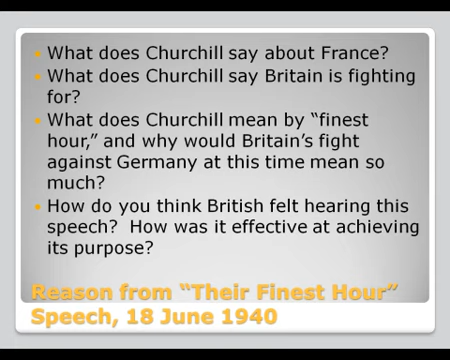 What does Churchill say about France?
What does Churchill say Britain is fighting
for?
What does Churchill mean by “finest
hour,” and why would Britain’s fight
against Germany at this time mean so
much?
How do you think British felt hearing this
speech?  How was it effective at achieving
its purpose?
Reason from “Their Finest Hour”
Speech, 18 June 1940